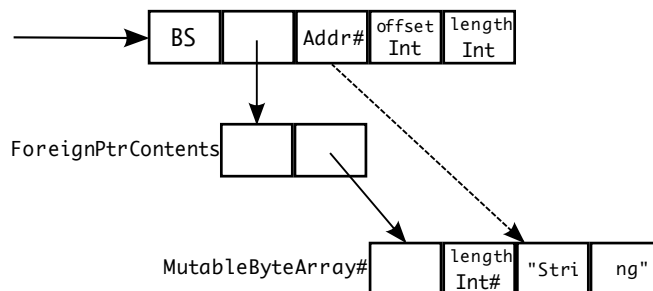 BS
Addr#
offset
Int
length
Int
ForeignPtrContents
MutableByteArray#
length
Int#
"Stri
ng"